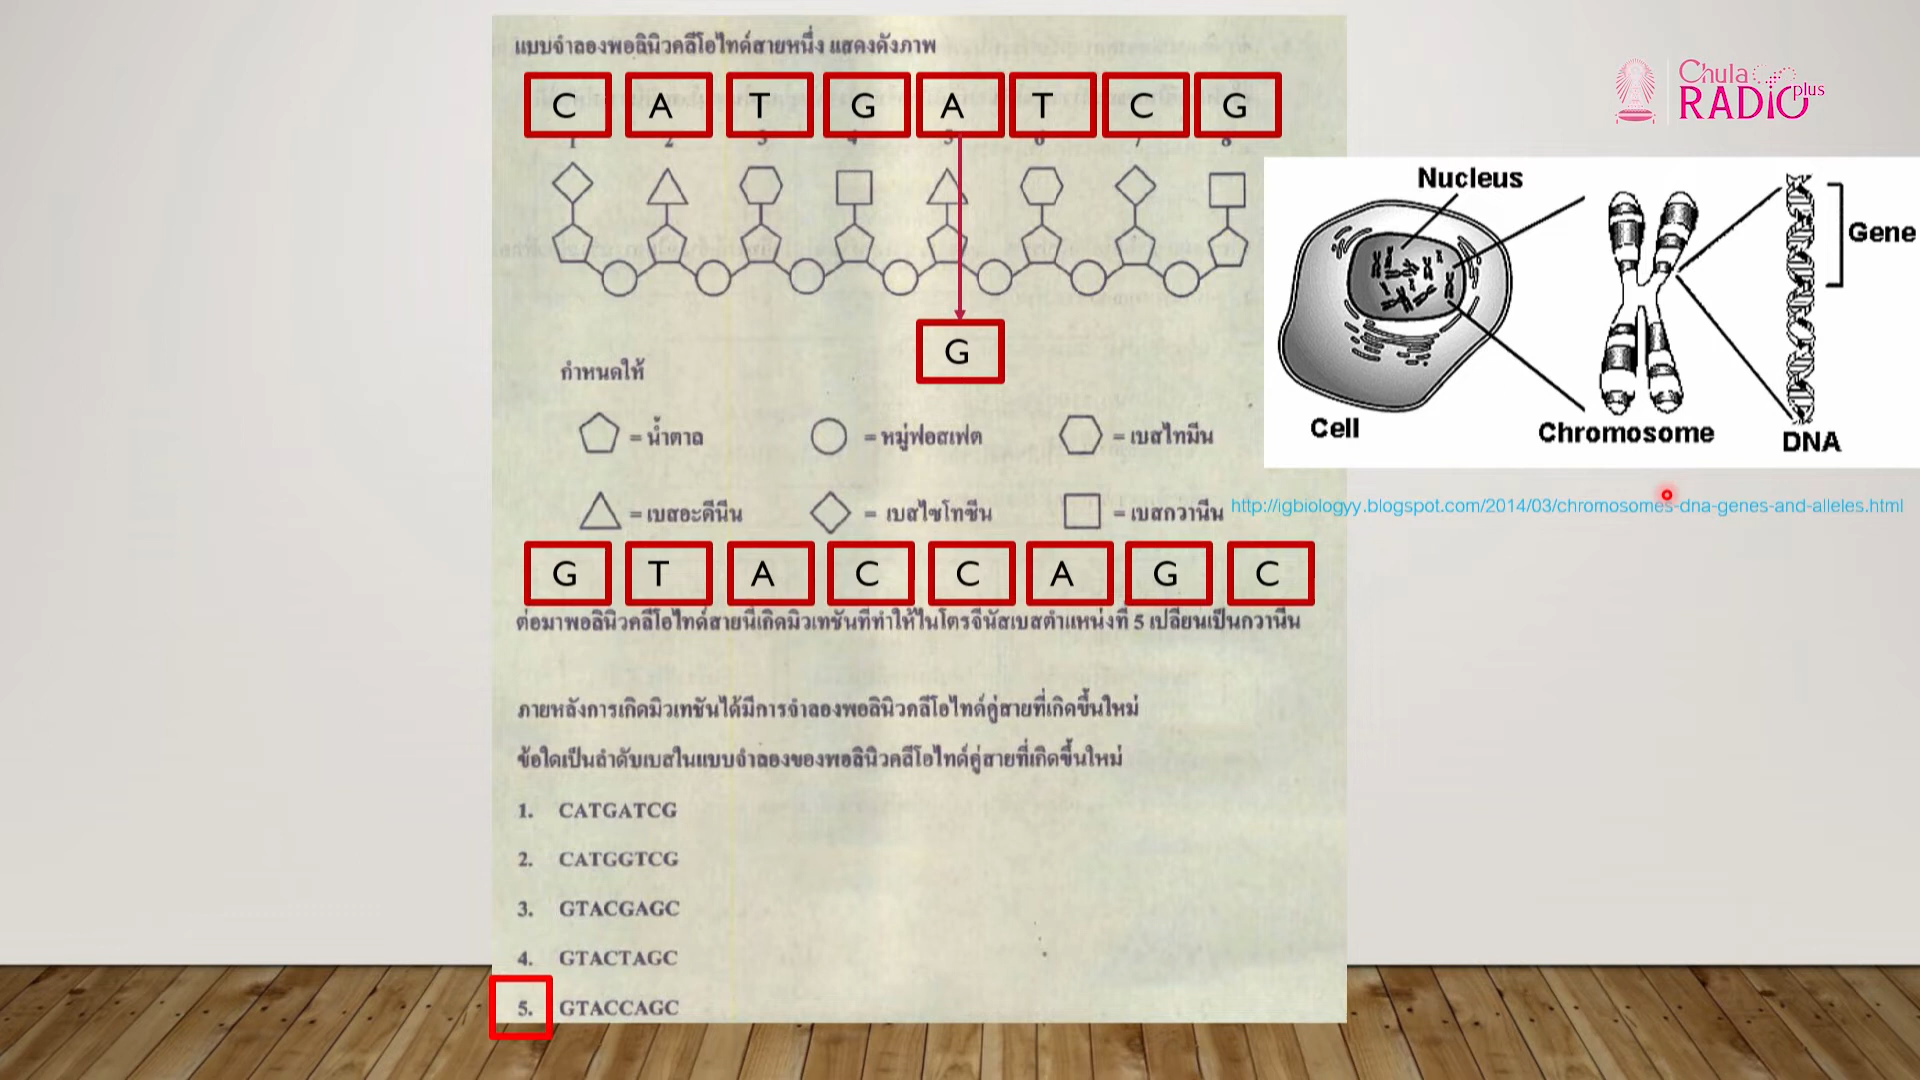 แบบจำลองพอลินิวคลีโอไทด์สายหนึ่ง แสดงดังภาพ
C A T G A T C G
1 2 3 4 5 6 7 8
G
กำหนดให้
= น้ำตาล = หมู่ฟอสเฟต = เบสไทมีน
= เบสอะดีนีน = เบสไซโทซีน = เบสกวานีน
G T A C C A G C
ต่อมาพอลินิวคลีโอไทด์สายนี้เกิดมิวเทชันที่ทำให้ไนโตรจีนัสเบสตำแหน่งที่ 5 เปลี่ยนเป็นกวานีน
ภายหลังการเกิดมิวเทชันได้มีการจำลองพอลินิวคลีโอไทด์คู่สายที่เกิดขึ้นใหม่
ข้อใดเป็นลำดับเบสในแบบจำลองของพอลินิวคลีโอไทด์คู่สายที่เกิดขึ้นใหม่
1. CATGATCG
2. CATGGTCG
3. GTACGAGC
4. GTACTAGC
5. GTACCAGC
Chula
RADIO plus
Nucleus
Gene
Cell
Chromosome
DNA
http://igbiologyy.blogspot.com/2014/03/chromosomes-dna-genes-and-alleles.html